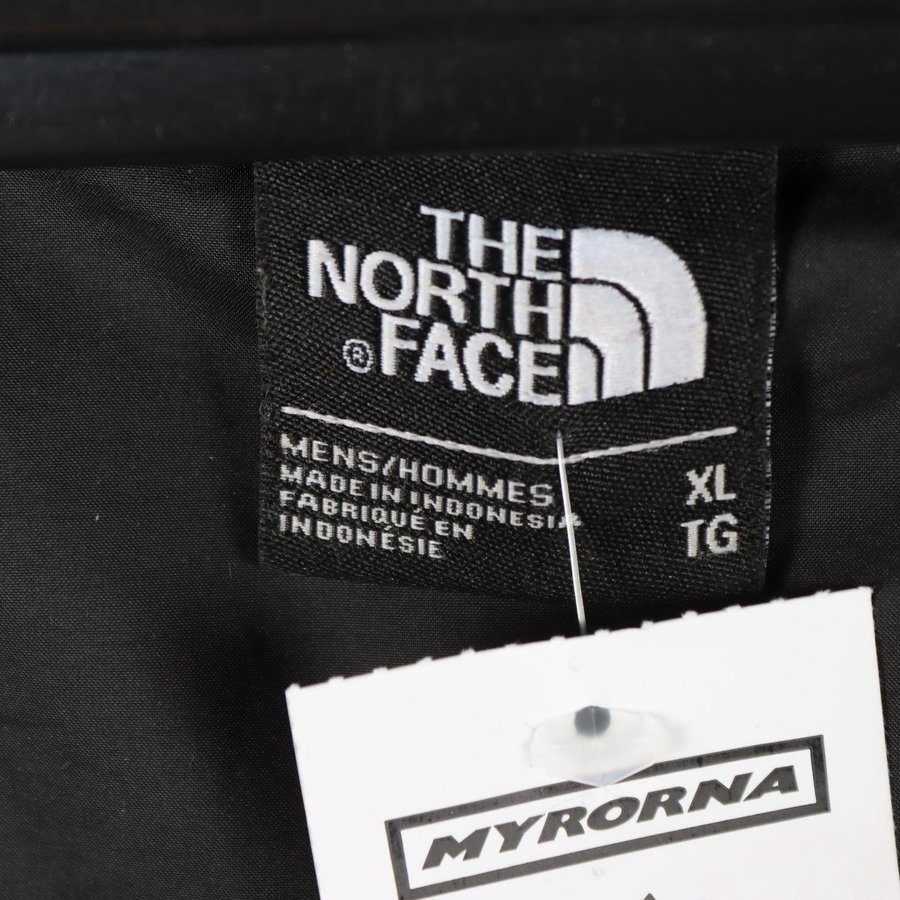 THE
NORTH
® FACE
MENS/HOMMES
MADE IN INDONESIA
FABRIQUÉ EN
INDONÉSIE
XL
TG
MYRORNA